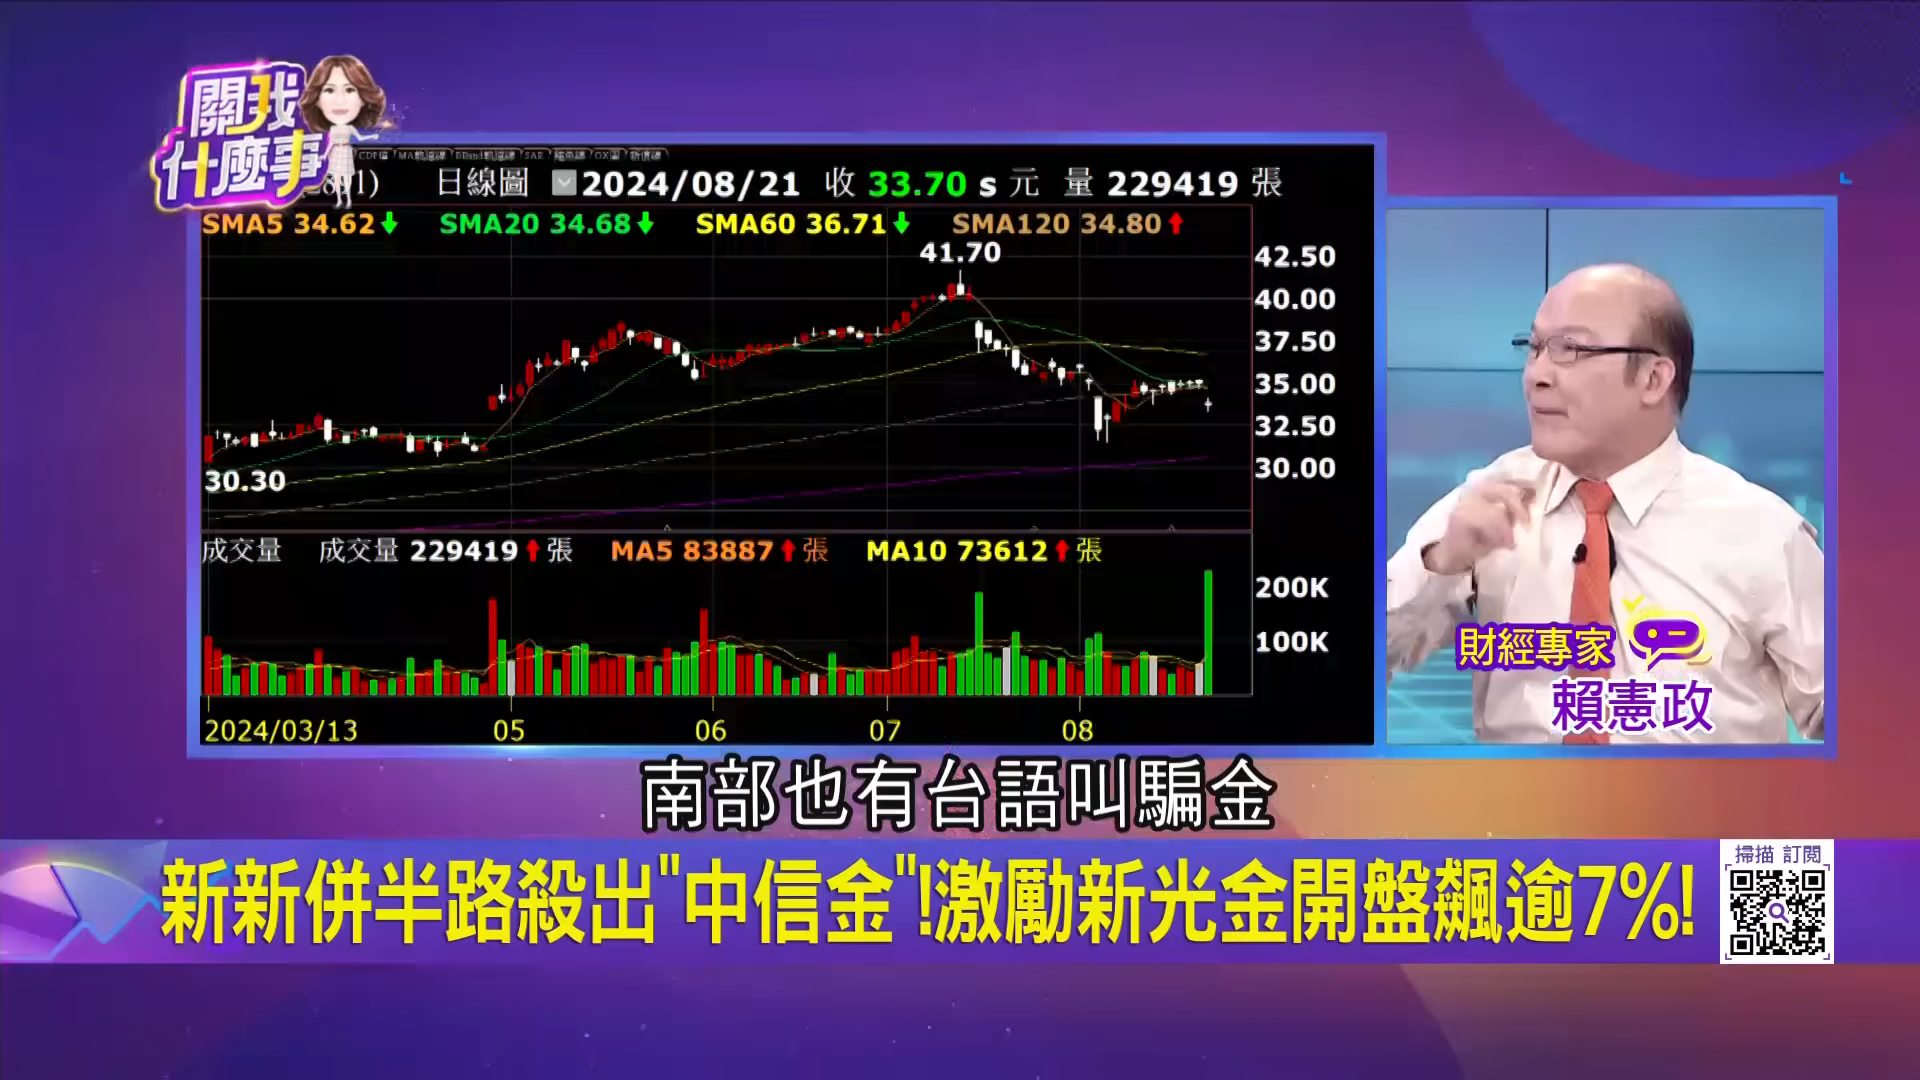 關我
什麼事
日線圖 2024/08/21 收 33.70 s 元 量 229419 張
SMA5 34.62 SMA20 34.68 SMA60 36.71 SMA120 34.80
41.70
42.50
40.00
37.50
35.00
32.50
30.00
30.30
成交量 成交量 229419 張 MA5 83887 張 MA10 73612 張
200K
100K
2024/03/13 05 06 07 08
財經專家
賴憲政
南部也有台語叫騙金
新新併半路殺出"中信金"!激勵新光金開盤飆逾7%!
掃描 訂閱